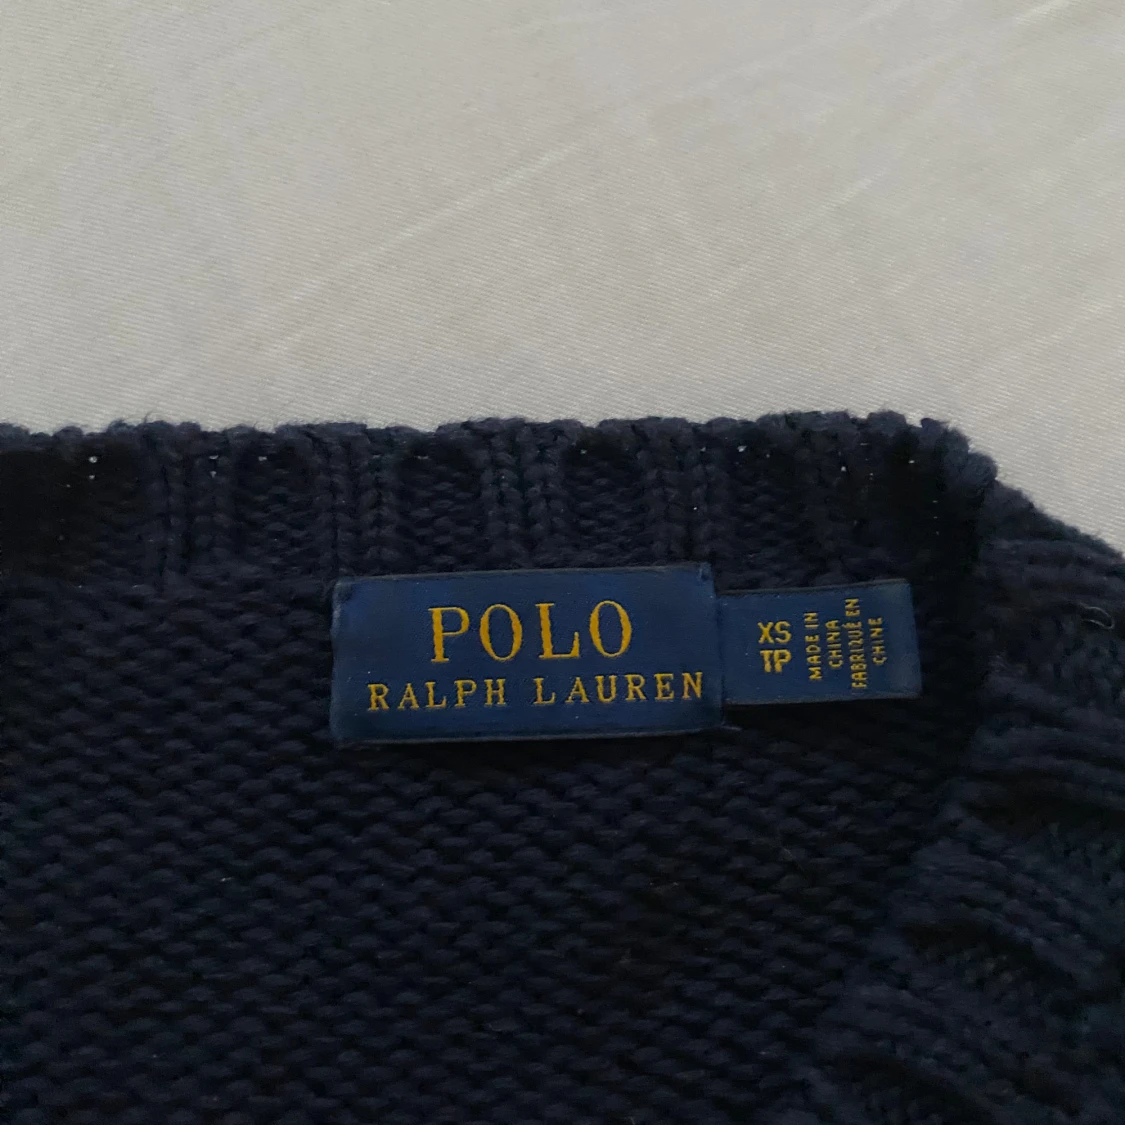 POLO
RALPH LAUREN
XS
TP
MADE IN
CHINA
FABRIQUÉ EN
CHINE